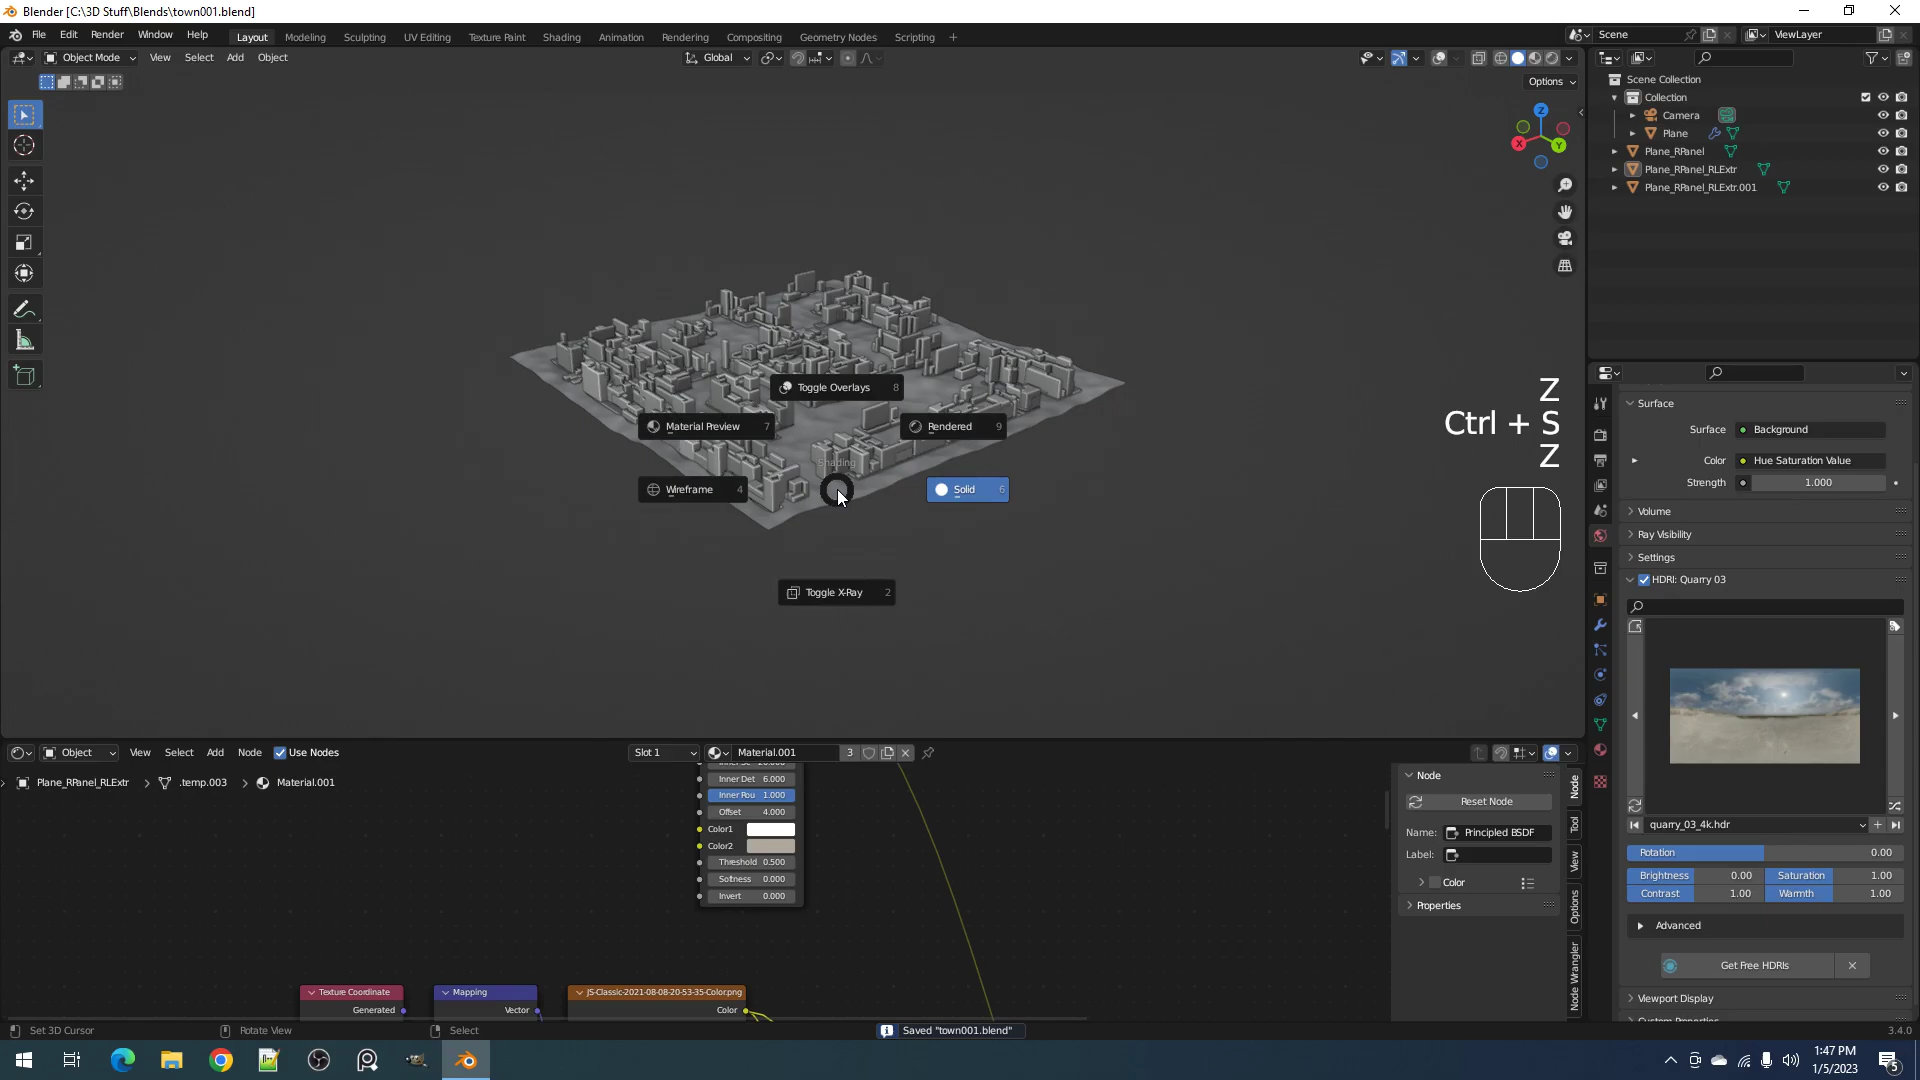 Blender [C:\3D Stuff\Blends\town001.blend]
File Edit Render Window Help
Layout Modeling Sculpting UV Editing Texture Paint Shading Animation Rendering Compositing Geometry Nodes Scripting +
Scene
ViewLayer
Object Mode View Select Add Object
Global
Options
Scene Collection
Collection
Camera
Plane
Plane_RPanel
Plane_RPanel_RLExtr
Plane_RPanel_RLExtr.001
Z
X
Y
Toggle Overlays 8
Material Preview 7
Rendered 9
Shading
Wireframe 4
Solid 6
Toggle X-Ray 2
Z
Ctrl + S
Z
Surface
Surface Background
Color Hue Saturation Value
Strength 1.000
Volume
Ray Visibility
Settings
HDRI: Quarry 03
quarry_03_4k.hdr
Rotation 0.00
Brightness 0.00 Saturation 1.00
Contrast 1.00 Warmth 1.00
Advanced
Get Free HDRIs
Viewport Display
Object View Select Add Node Use Nodes
Slot 1
Material.001 3
Plane_RPanel_RLExtr .temp.003 Material.001
Inner Det 6.000
Inner Rou 1.000
Offset 4.000
Color1
Color2
Threshold 0.500
Softness 0.000
Invert 0.000
Texture Coordinate
Generated
Mapping
Vector
JS-Classic-2021-08-08-20-53-35-Color.png
Color
Node
Reset Node
Name: Principled BSDF
Label:
Color
Properties
Node
Tool
View
Options
Node Wrangler
Set 3D Cursor
Rotate View
Select
Saved "town001.blend"
3.4.0
1:47 PM
1/5/2023
5